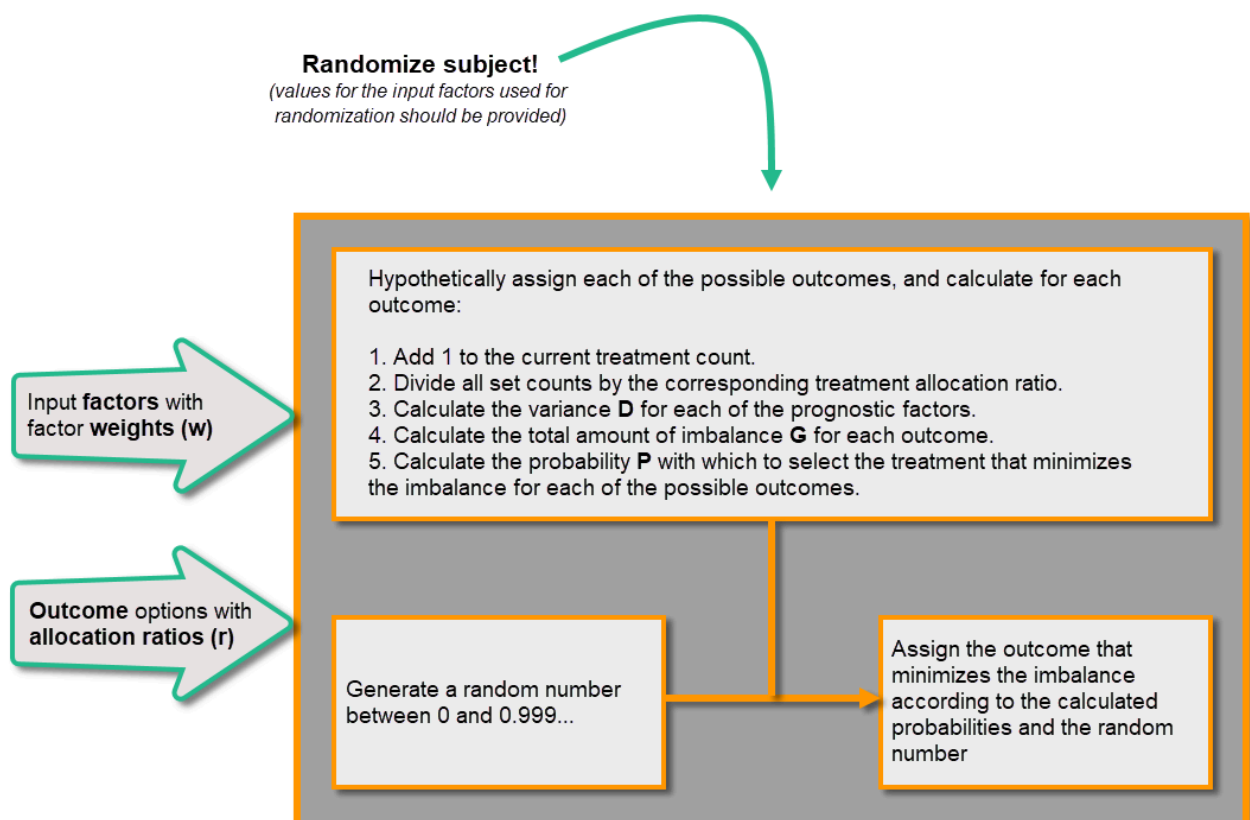 Randomize subject!
(values for the input factors used for
randomization should be provided)
Hypothetically assign each of the possible outcomes, and calculate for each
outcome:
1. Add 1 to the current treatment count.
2. Divide all set counts by the corresponding treatment allocation ratio.
3. Calculate the variance D for each of the prognostic factors.
4. Calculate the total amount of imbalance G for each outcome.
5. Calculate the probability P with which to select the treatment that minimizes
the imbalance for each of the possible outcomes.
Input factors with
factor weights (w)
Outcome options with
allocation ratios (r)
Generate a random number
between 0 and 0.999...
Assign the outcome that
minimizes the imbalance
according to the calculated
probabilities and the random
number